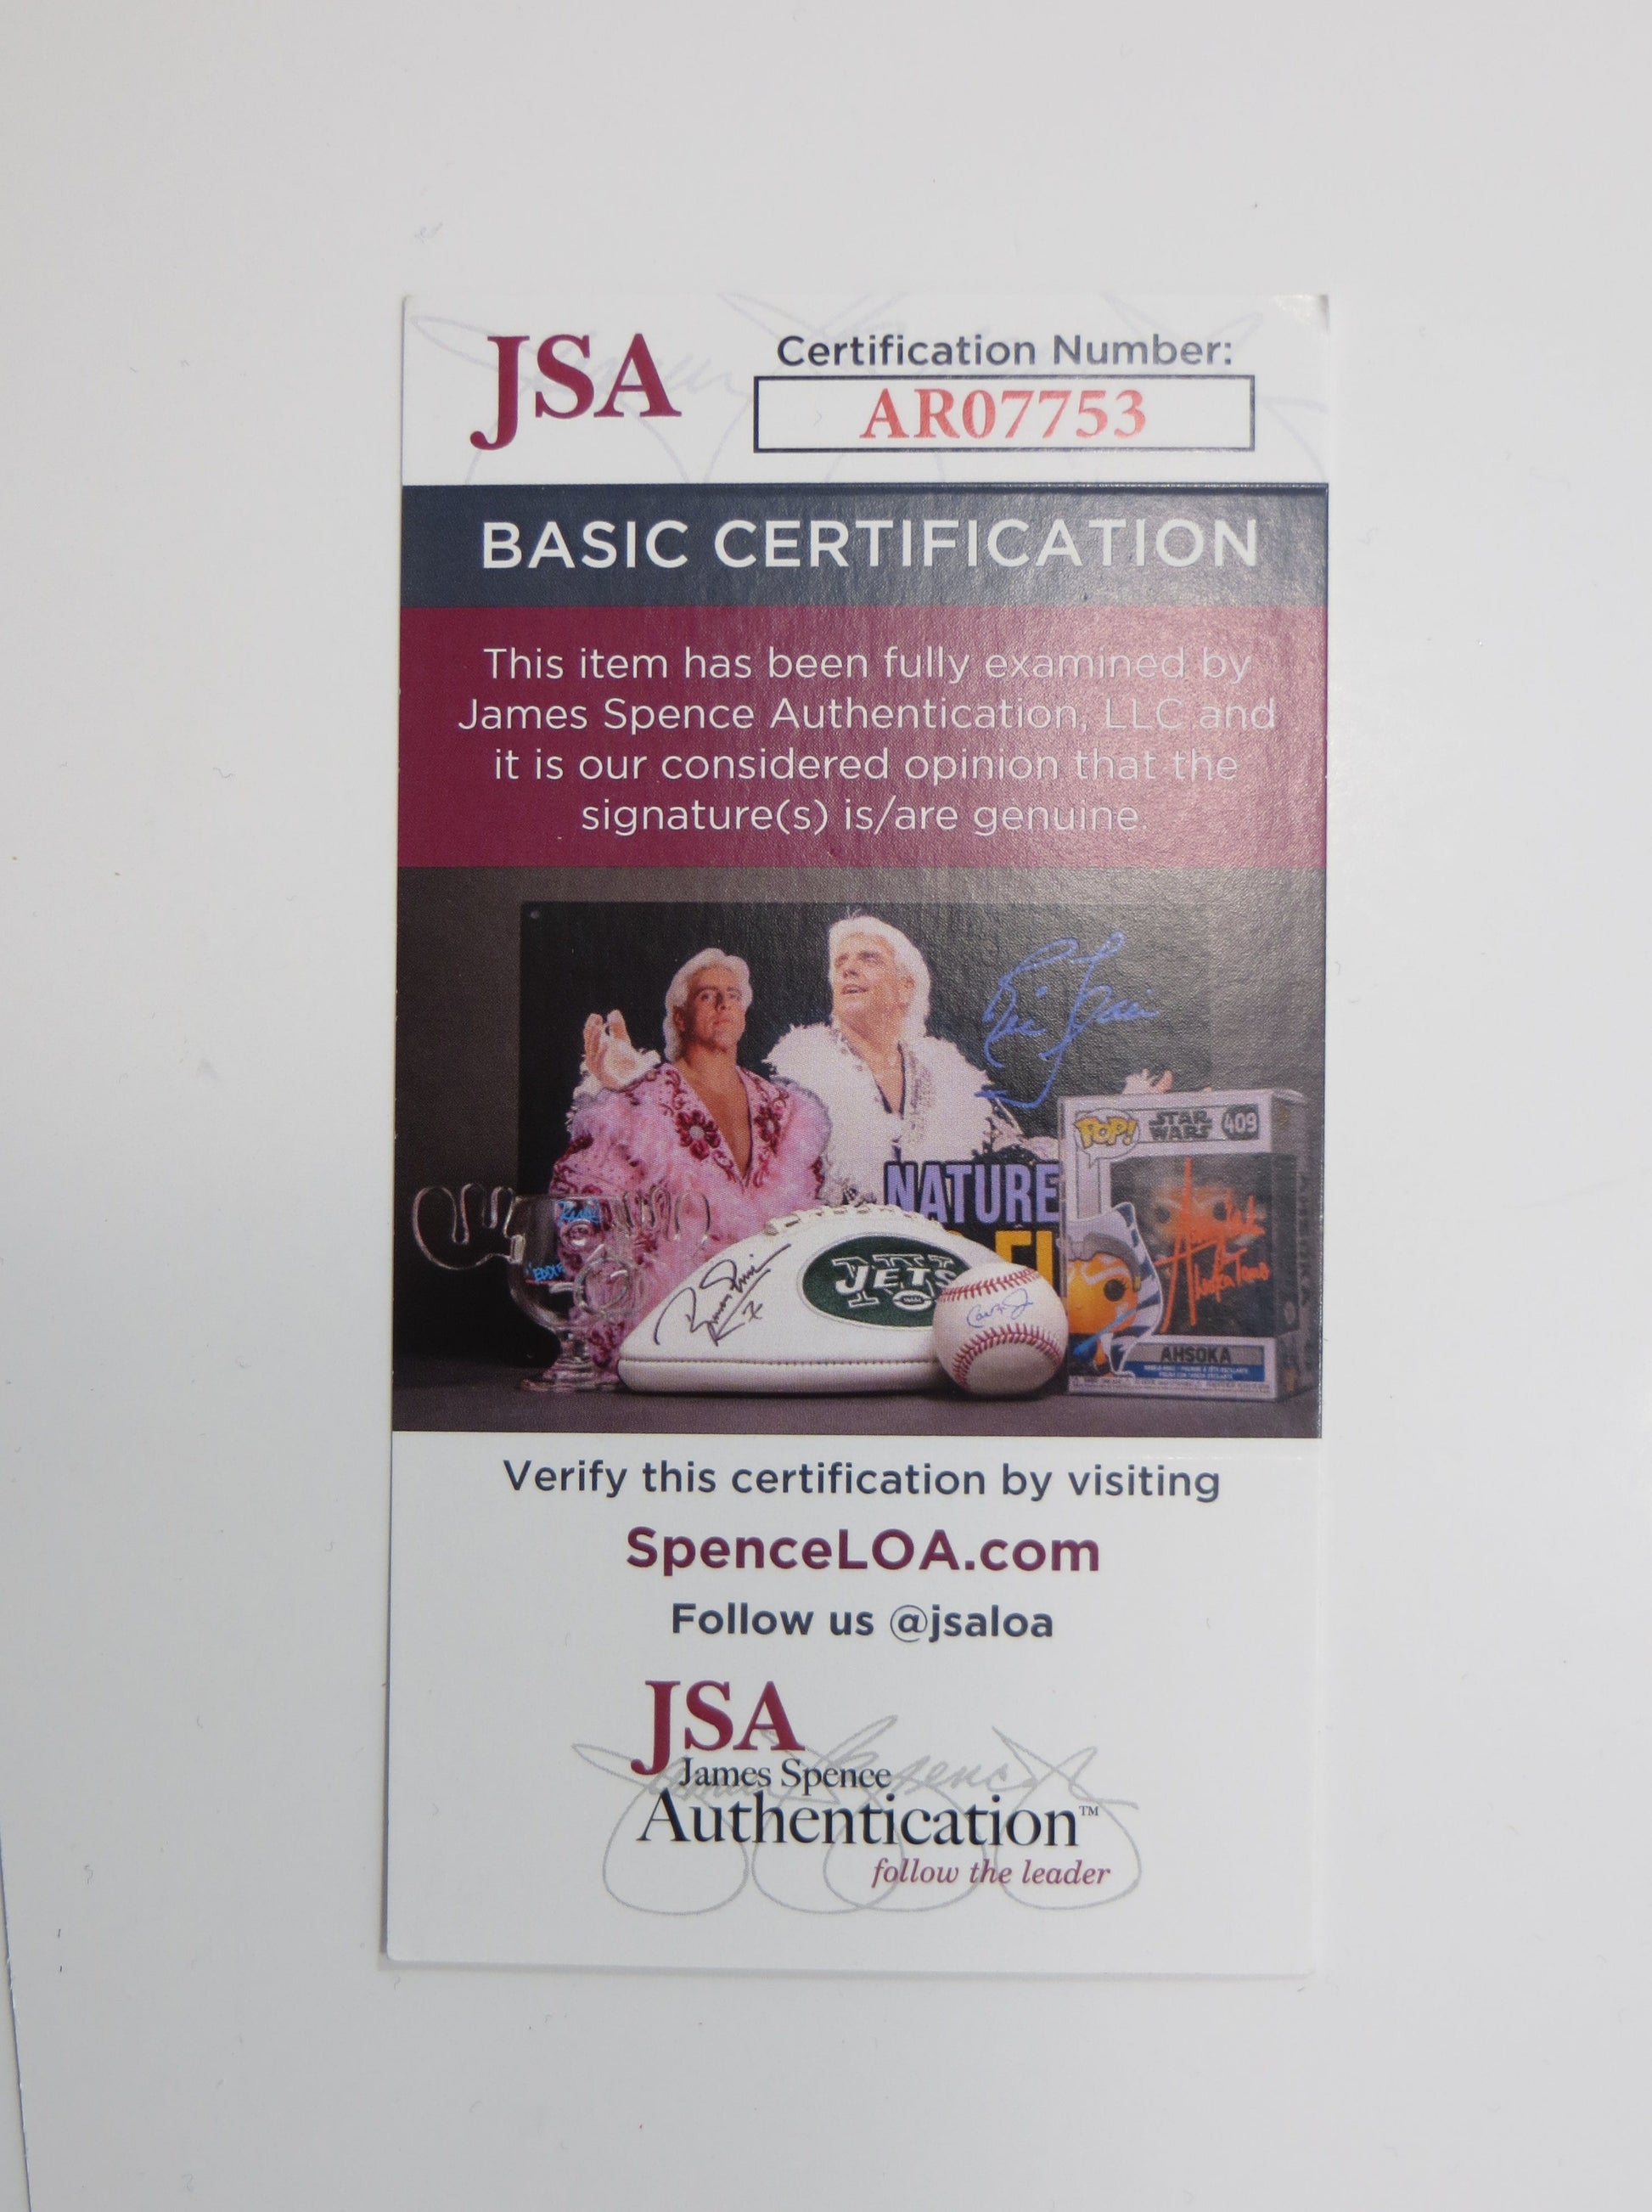 JSA
Certification Number:
AR07753
BASIC CERTIFICATION
This item has been fully examined by
James Spence Authentication, LLC and
it is our considered opinion that the
signature(s) is/are genuine.
NATURE
POP! STAR WARS 409
JETS
AHSOKA
Verify this certification by visiting
SpenceLOA.com
Follow us @jsaloa
JSA
James Spence
Authentication™
follow the leader